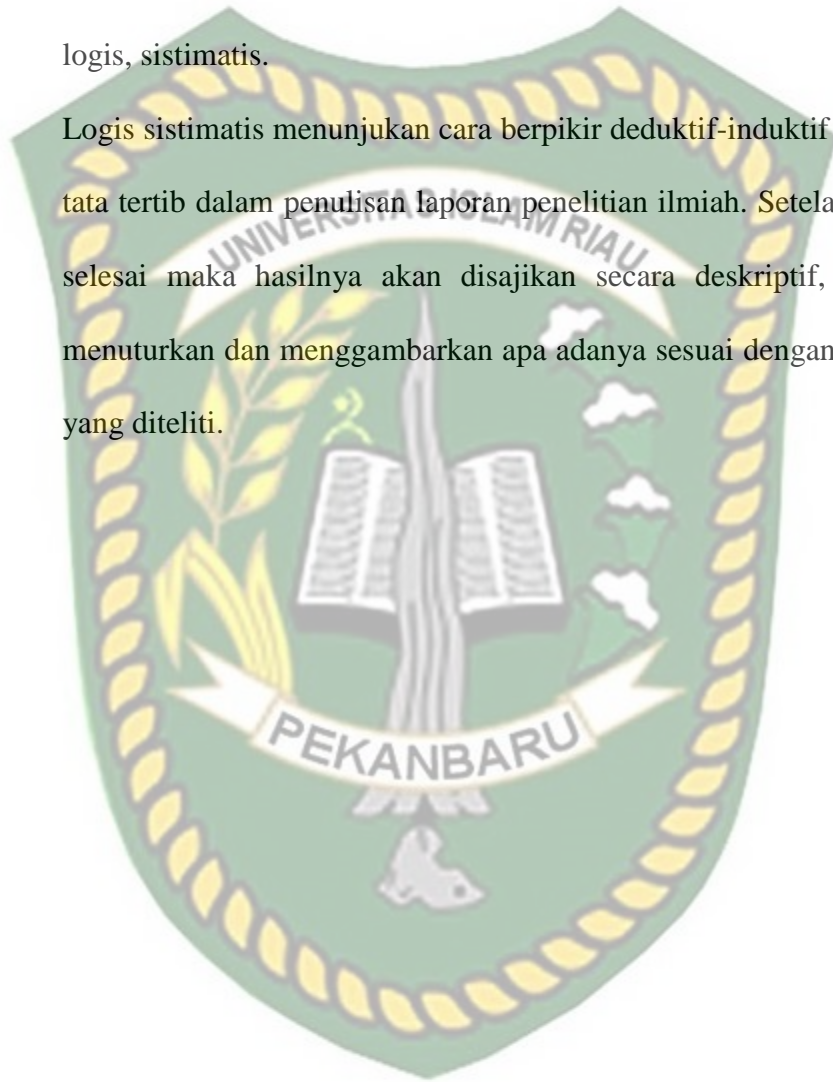 logis, sistimatis.
Logis sistimatis menunjukan cara berpikir deduktif-induktif
tata tertib dalam penulisan laporan penelitian ilmiah. Setela
UNIVERSITAS ISLAM RIAU
selesai maka hasilnya akan disajikan secara deskriptif,
menuturkan dan menggambarkan apa adanya sesuai dengan
yang diteliti.
PEKANBARU